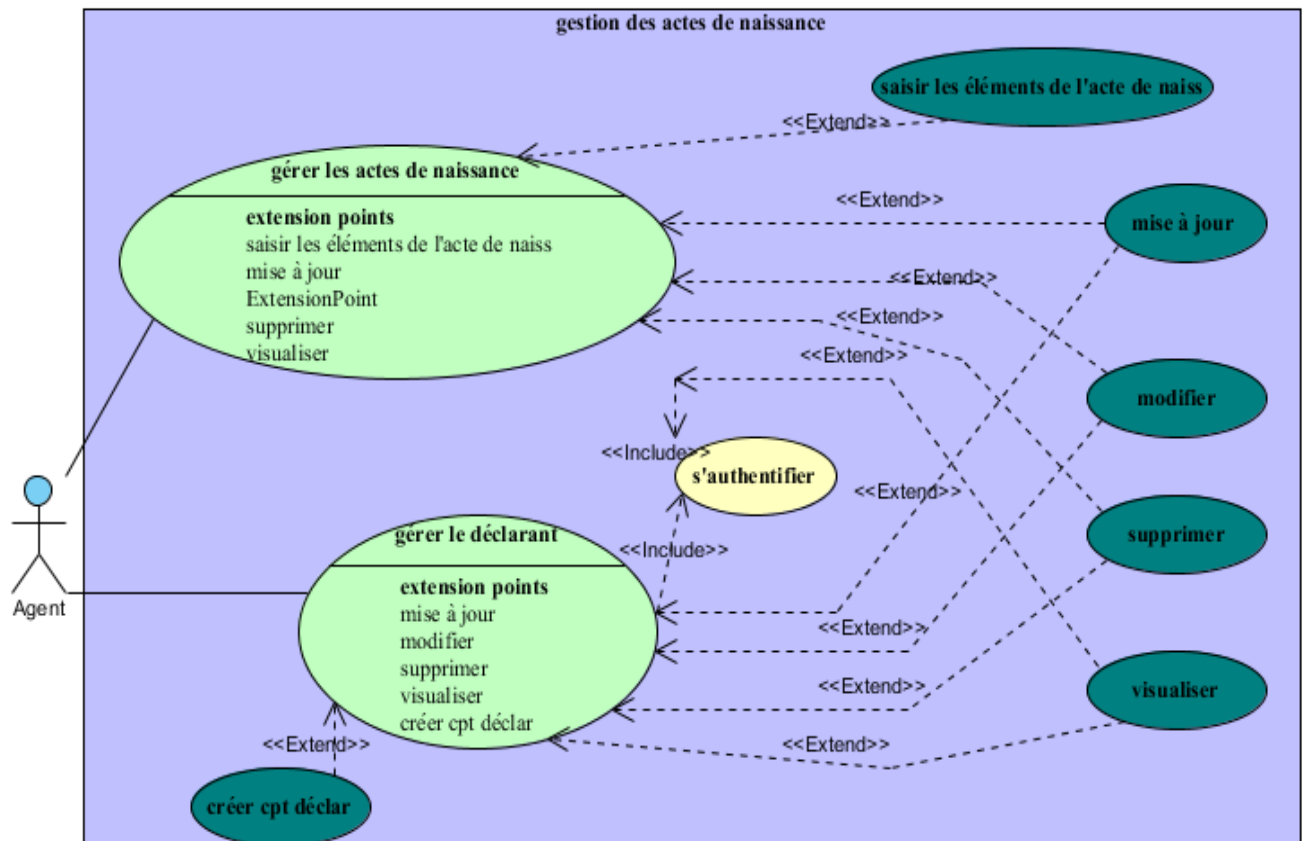 gestion des actes de naissance
saisir les éléments de l'acte de naiss
<<Extend>>
gérer les actes de naissance
extension points
saisir les éléments de l'acte de naiss
mise à jour
ExtensionPoint
supprimer
visualiser
<<Extend>>
mise à jour
<<Extend>>
<<Extend>>
<<Extend>>
modifier
<<Include>>
s'authentifier
<<Extend>>
supprimer
gérer le déclarant
<<Include>>
extension points
mise à jour
modifier
supprimer
visualiser
créer cpt déclar
Agent
<<Extend>>
<<Extend>>
visualiser
<<Extend>>
<<Extend>>
créer cpt déclar